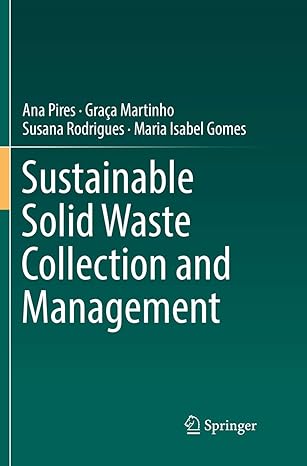 Ana Pires · Graça Martinho
Susana Rodrigues · Maria Isabel Gomes
Sustainable
Solid Waste
Collection and
Management
Springer